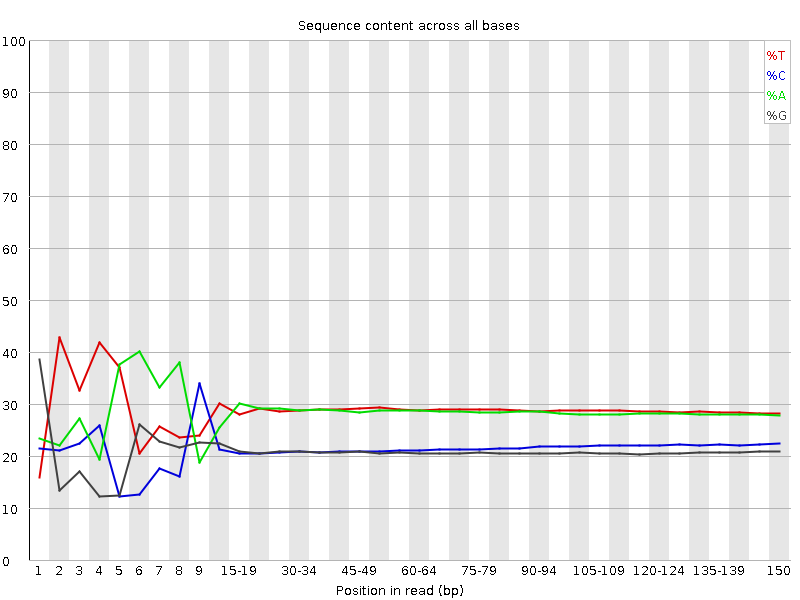 Sequence content across all bases
100
90
80
70
60
50
40
30
20
10
0
%T
%C
%A
%G
1 2 3 4 5 6 7 8 9 15-19 30-34 45-49 60-64 75-79 90-94 105-109 120-124 135-139 150
Position in read (bp)